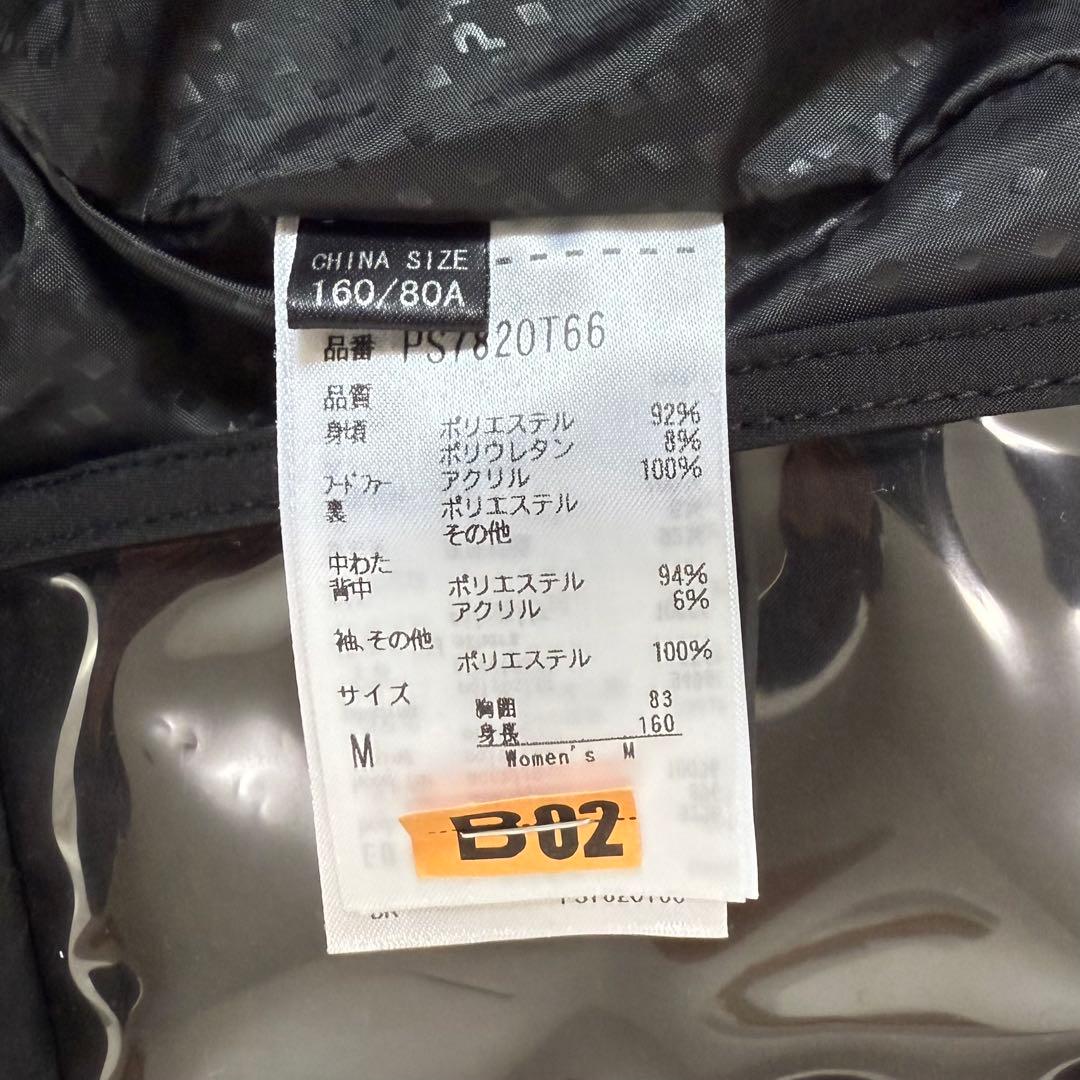 CHINA SIZE
160/80A
品番 PS7820T66
品質
身頃 ポリエステル 92%
ポリウレタン 8%
フードファー アクリル 100%
裏 ポリエステル
その他
中わた
背中 ポリエステル 94%
アクリル 6%
袖、その他
ポリエステル 100%
サイズ
胸囲 83
身長 160
M Women's M
B02
BR PS7820T66